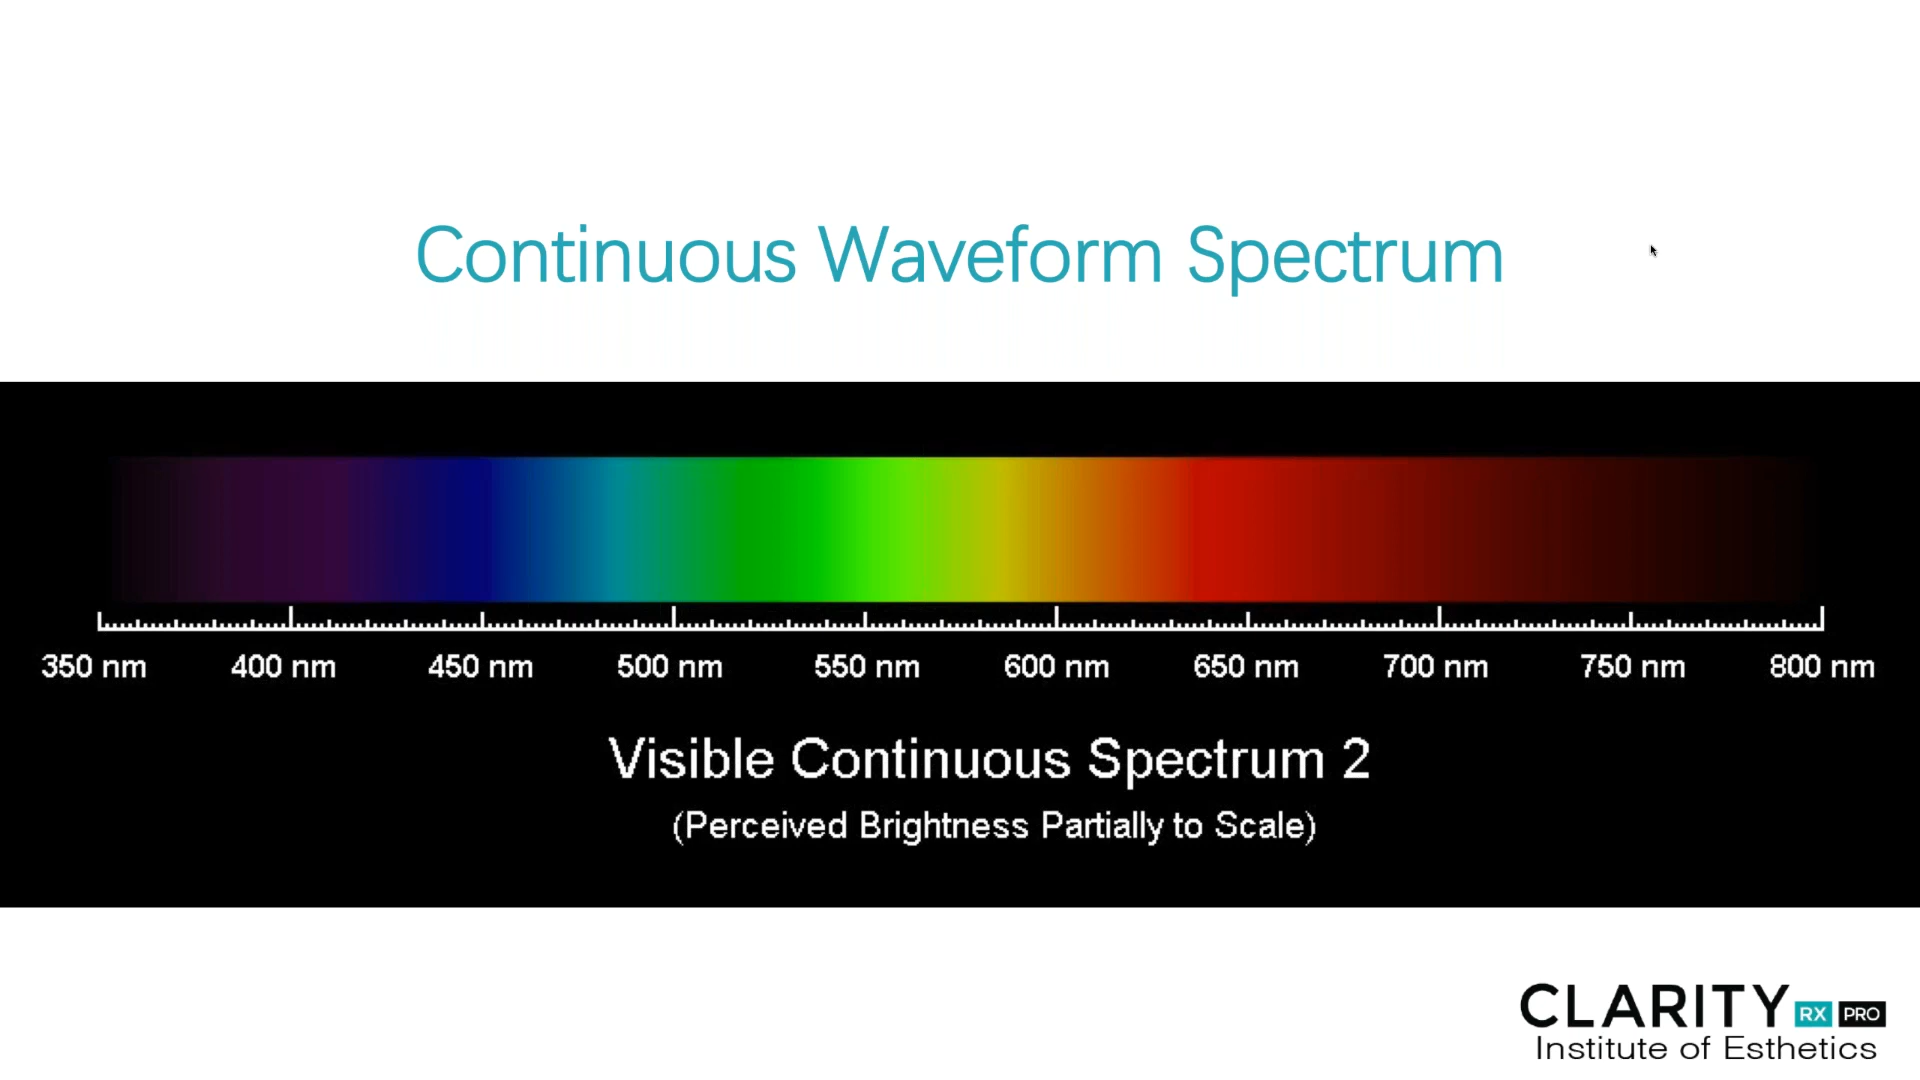 Continuous Waveform Spectrum
350 nm 400 nm 450 nm 500 nm 550 nm 600 nm 650 nm 700 nm 750 nm 800 nm
Visible Continuous Spectrum 2
(Perceived Brightness Partially to Scale)
CLARITY RX PRO
Institute of Esthetics